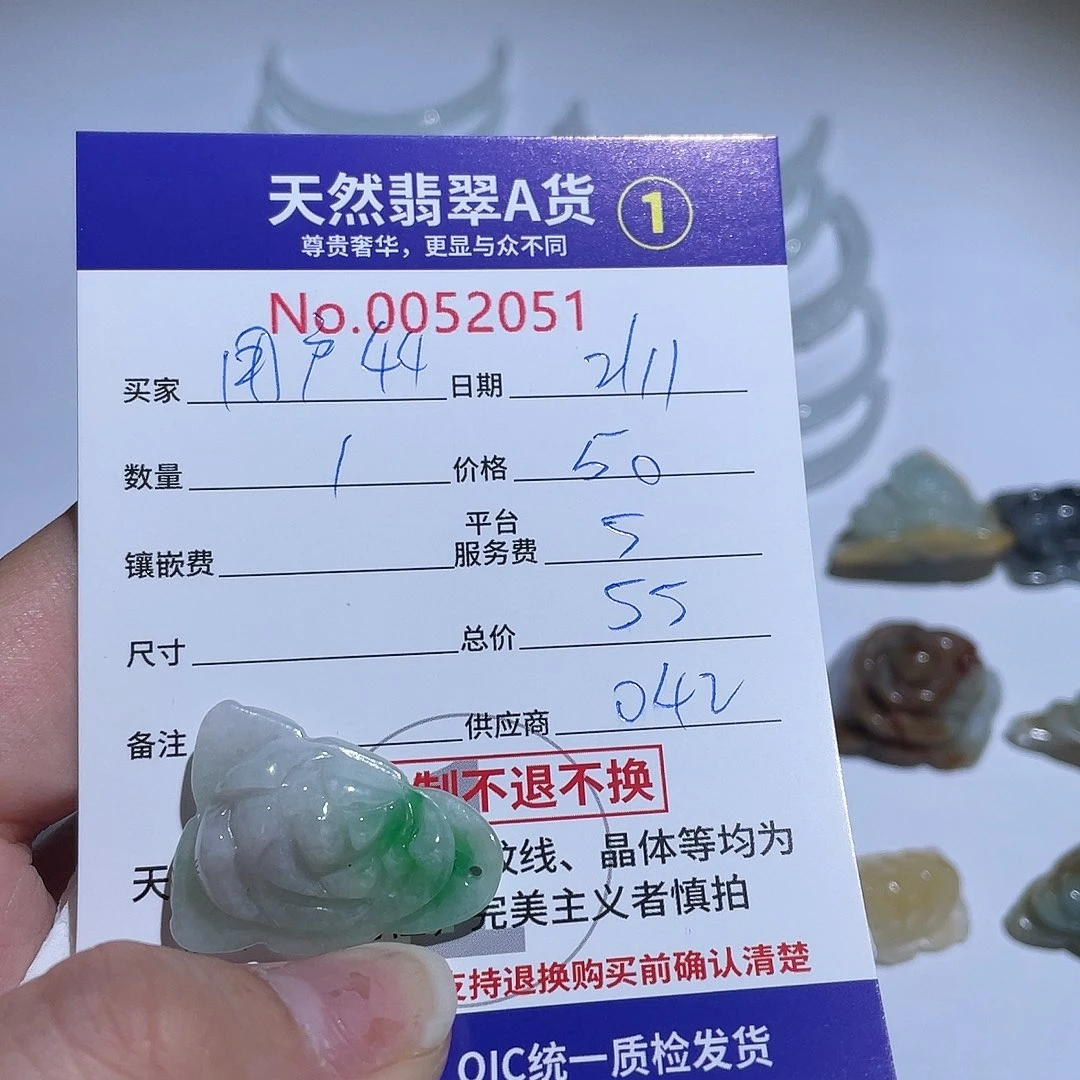 天然翡翠A货 1
尊贵奢华，更显与众不同
No.0052051
买家 用户44 日期 2/11
数量 1 价格 50
镶嵌费 平台服务费 5
尺寸 总价 55
备注 供应商 042
制不退不换
天 纹线、晶体等均为
完美主义者慎拍
支持退换购买前确认清楚
QIC统一质检发货